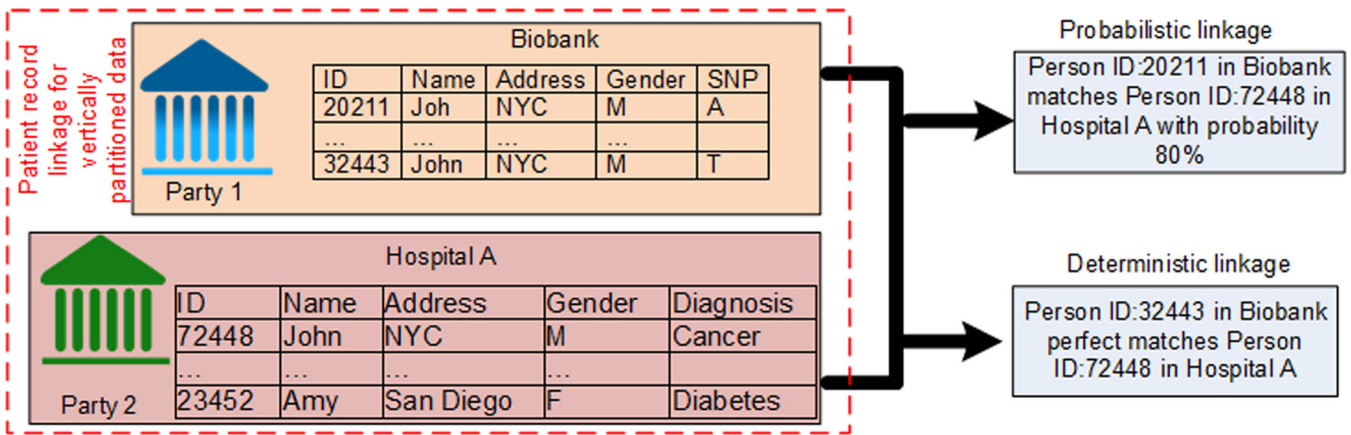 Patient record
linkage for
vertically
partitioned data
Biobank
ID Name Address Gender SNP
20211 Joh NYC M A
... ... ... ...
32443 John NYC M T
Party 1
Hospital A
ID Name Address Gender Diagnosis
72448 John NYC M Cancer
... ... ... ...
23452 Amy San Diego F Diabetes
Party 2
Probabilistic linkage
Person ID:20211 in Biobank
matches Person ID:72448 in
Hospital A with probability
80%
Deterministic linkage
Person ID:32443 in Biobank
perfect matches Person
ID:72448 in Hospital A